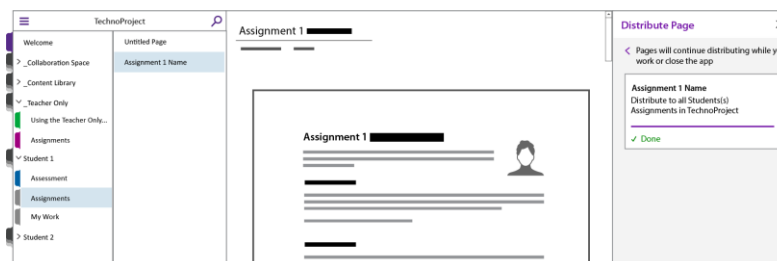 TechnoProject
Welcome
> _Collaboration Space
> _Content Library
_Teacher Only
Using the Teacher Only...
Assignments
Student 1
Assessment
Assignments
My Work
> Student 2
Untitled Page
Assignment 1 Name
Assignment 1
Assignment 1
Distribute Page
Pages will continue distributing while y
work or close the app
Assignment 1 Name
Distribute to all Students(s)
Assignments in TechnoProject
✓ Done